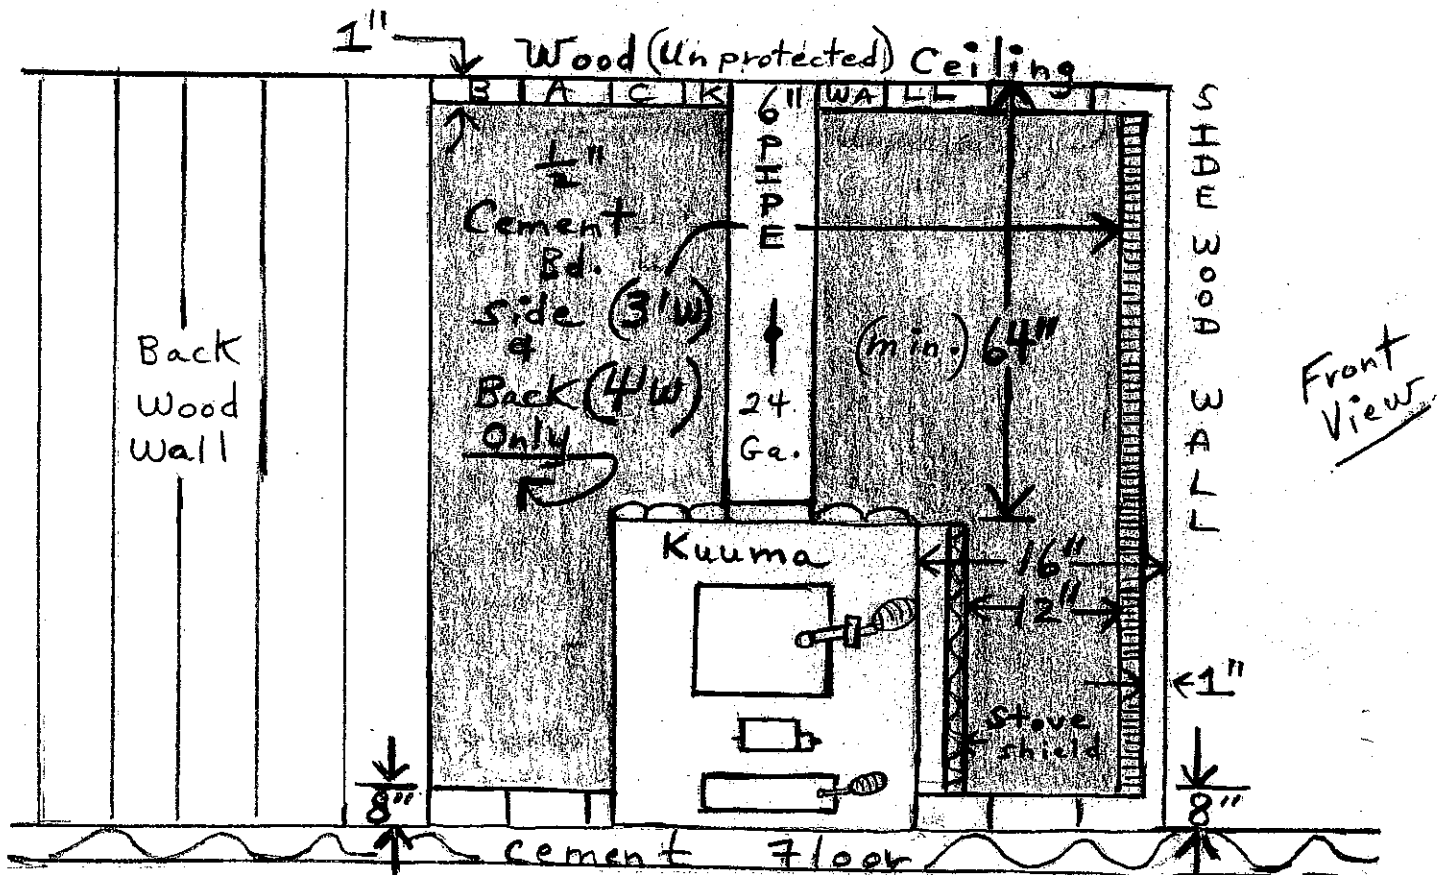 1"
Wood (Unprotected) Ceiling
BACK WALL
6" PIPE
24 Ga.
1/2"
Cement
Bd.
Side (3'W)
&
Back (4'W)
Only
(min.) 64"
SIDE WOOD WALL
Back
Wood
Wall
Front
View
Kuuma
16"
12"
1"
Stove
shield
8"
8"
Cement Floor